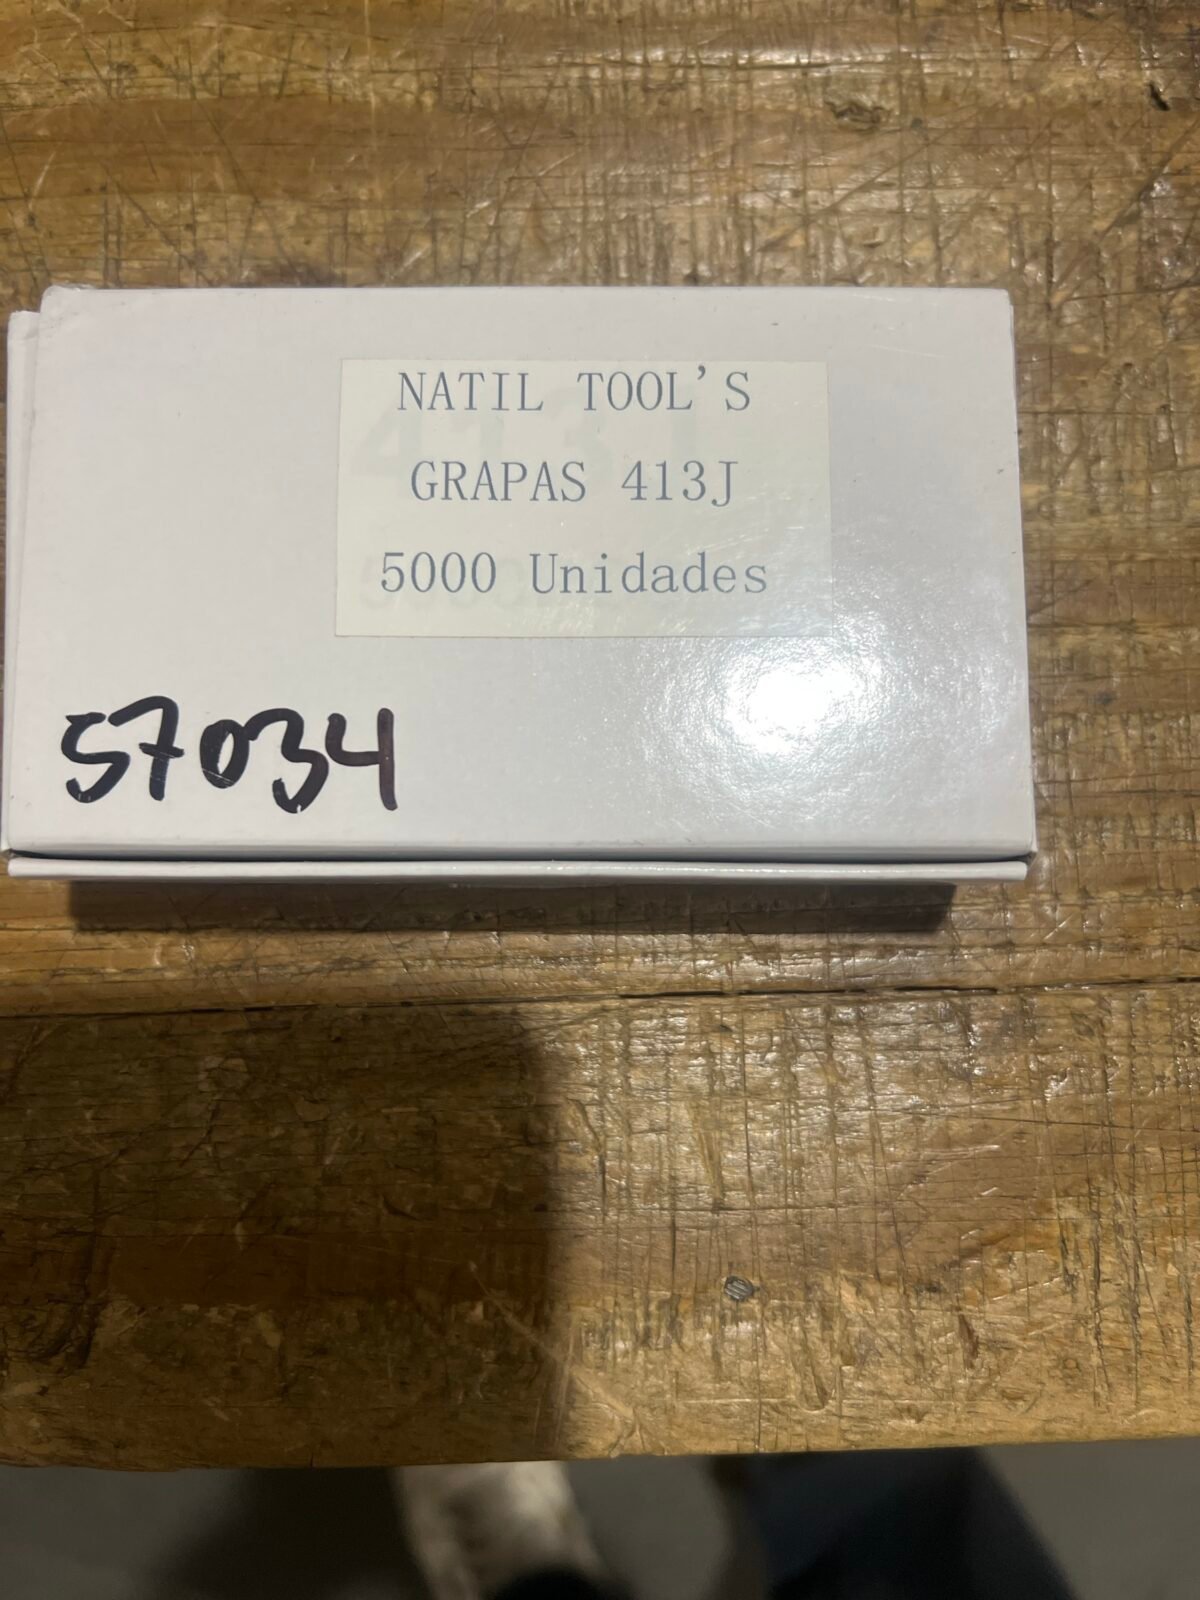 NATIL TOOL'S
GRAPAS 413J
5000 Unidades
57034